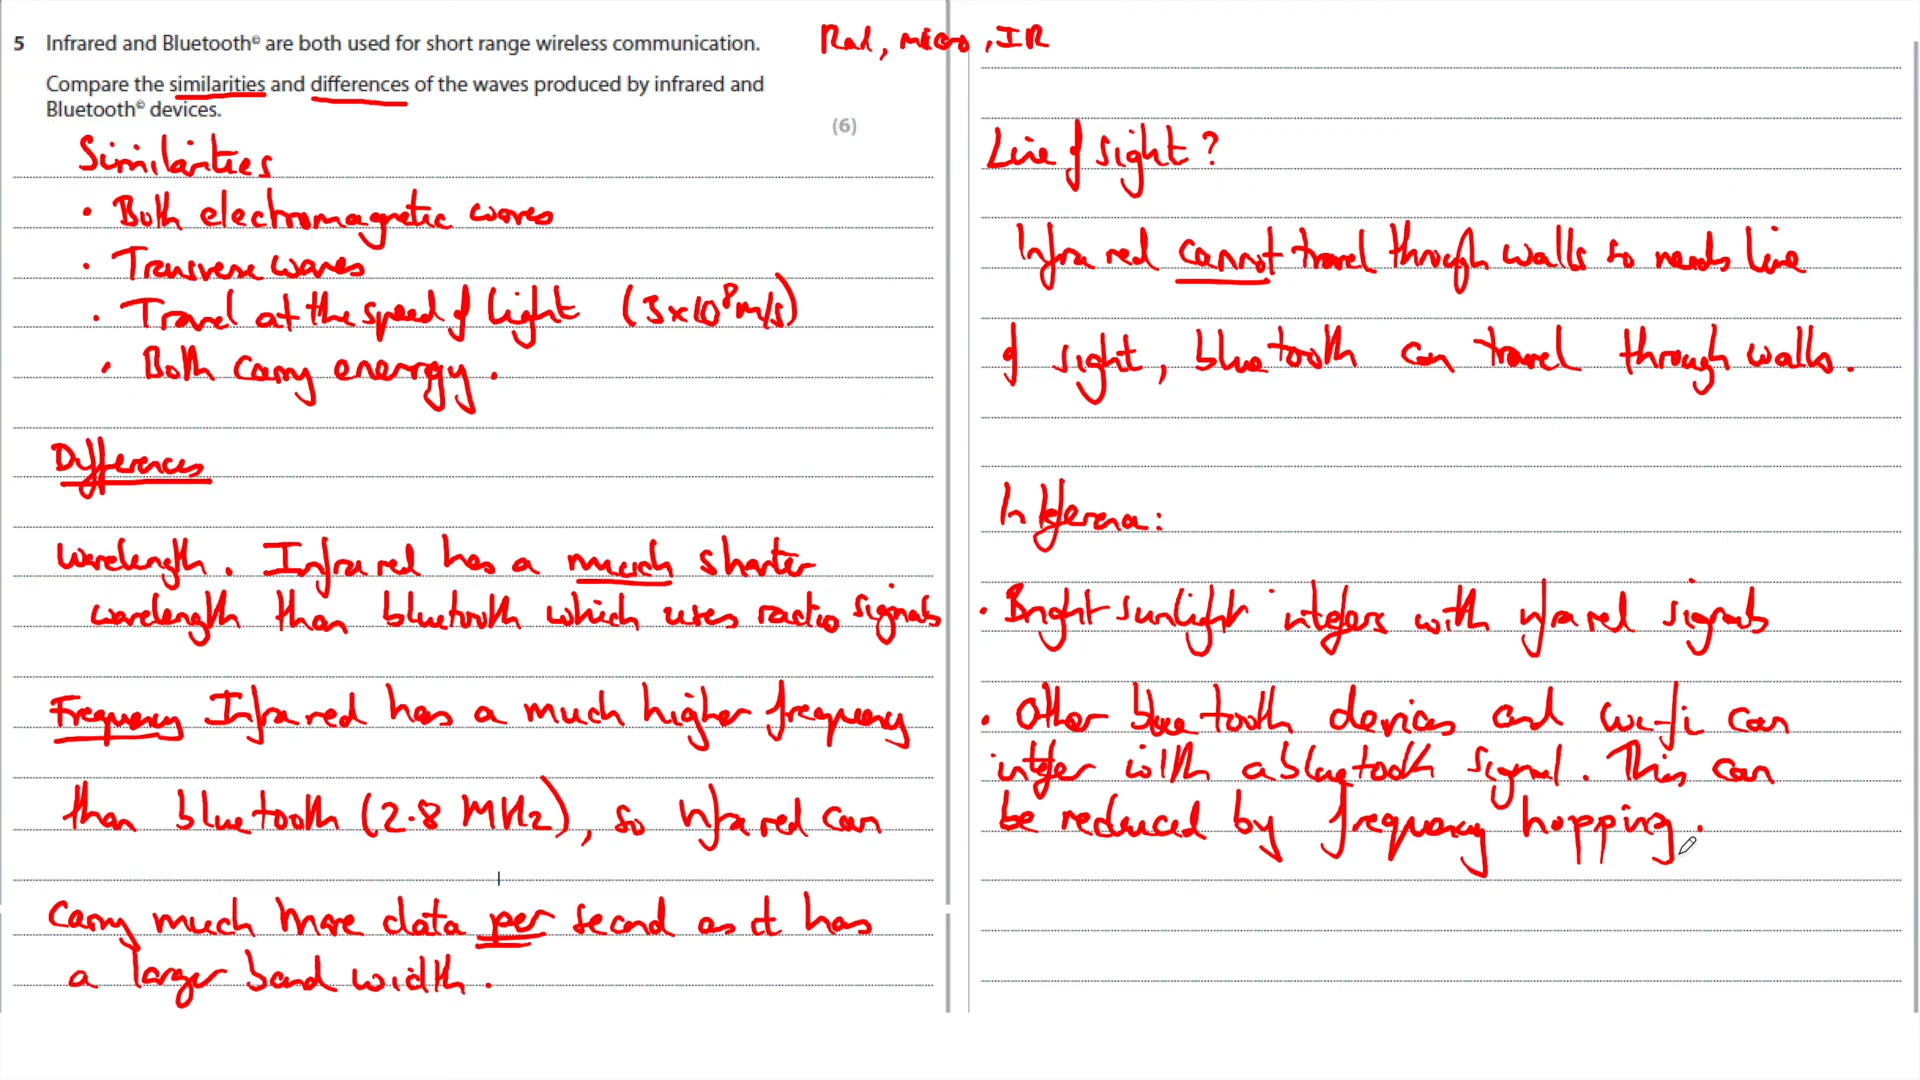 5 Infrared and Bluetooth© are both used for short range wireless communication.
Compare the similarities and differences of the waves produced by infrared and
Bluetooth© devices.
(6)
Similarities
• Both electromagnetic waves
• Transverse waves
• Travel at the speed of light (3x10⁸m/s)
• Both carry energy.
Differences
Wavelength. Infrared has a much shorter
wavelength than bluetooth which uses radio signals
Frequency Infrared has a much higher frequency
than bluetooth (2.8 MHz), so infrared can
carry much more data per second as it has
a larger band width.
Rad, micro, IR
Line of sight?
Infrared cannot travel through walls so needs line
of sight, bluetooth can travel through walls.
Interference:
• Bright sunlight interfers with infrared signals
• Other bluetooth devices and wi-fi can
interfer with a bluetooth signal. This can
be reduced by frequency hopping.